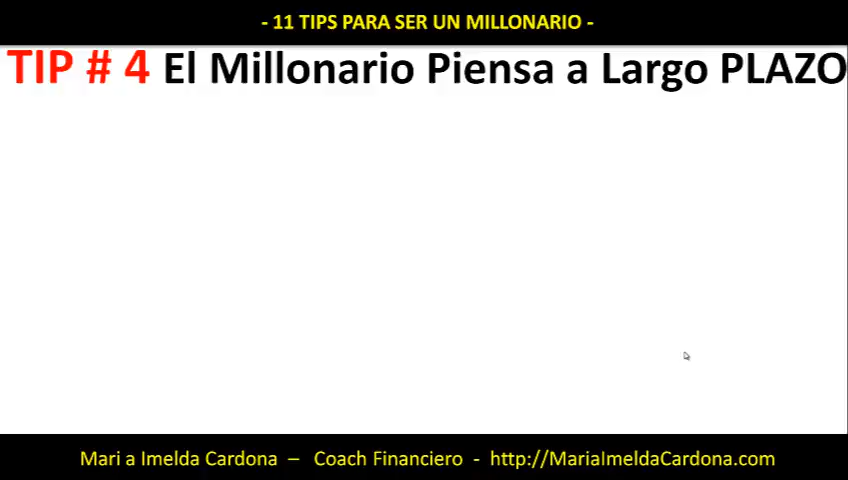 - 11 TIPS PARA SER UN MILLONARIO -
TIP # 4 El Millonario Piensa a Largo PLAZO
Mari a Imelda Cardona – Coach Financiero - http://MariaImeldaCardona.com